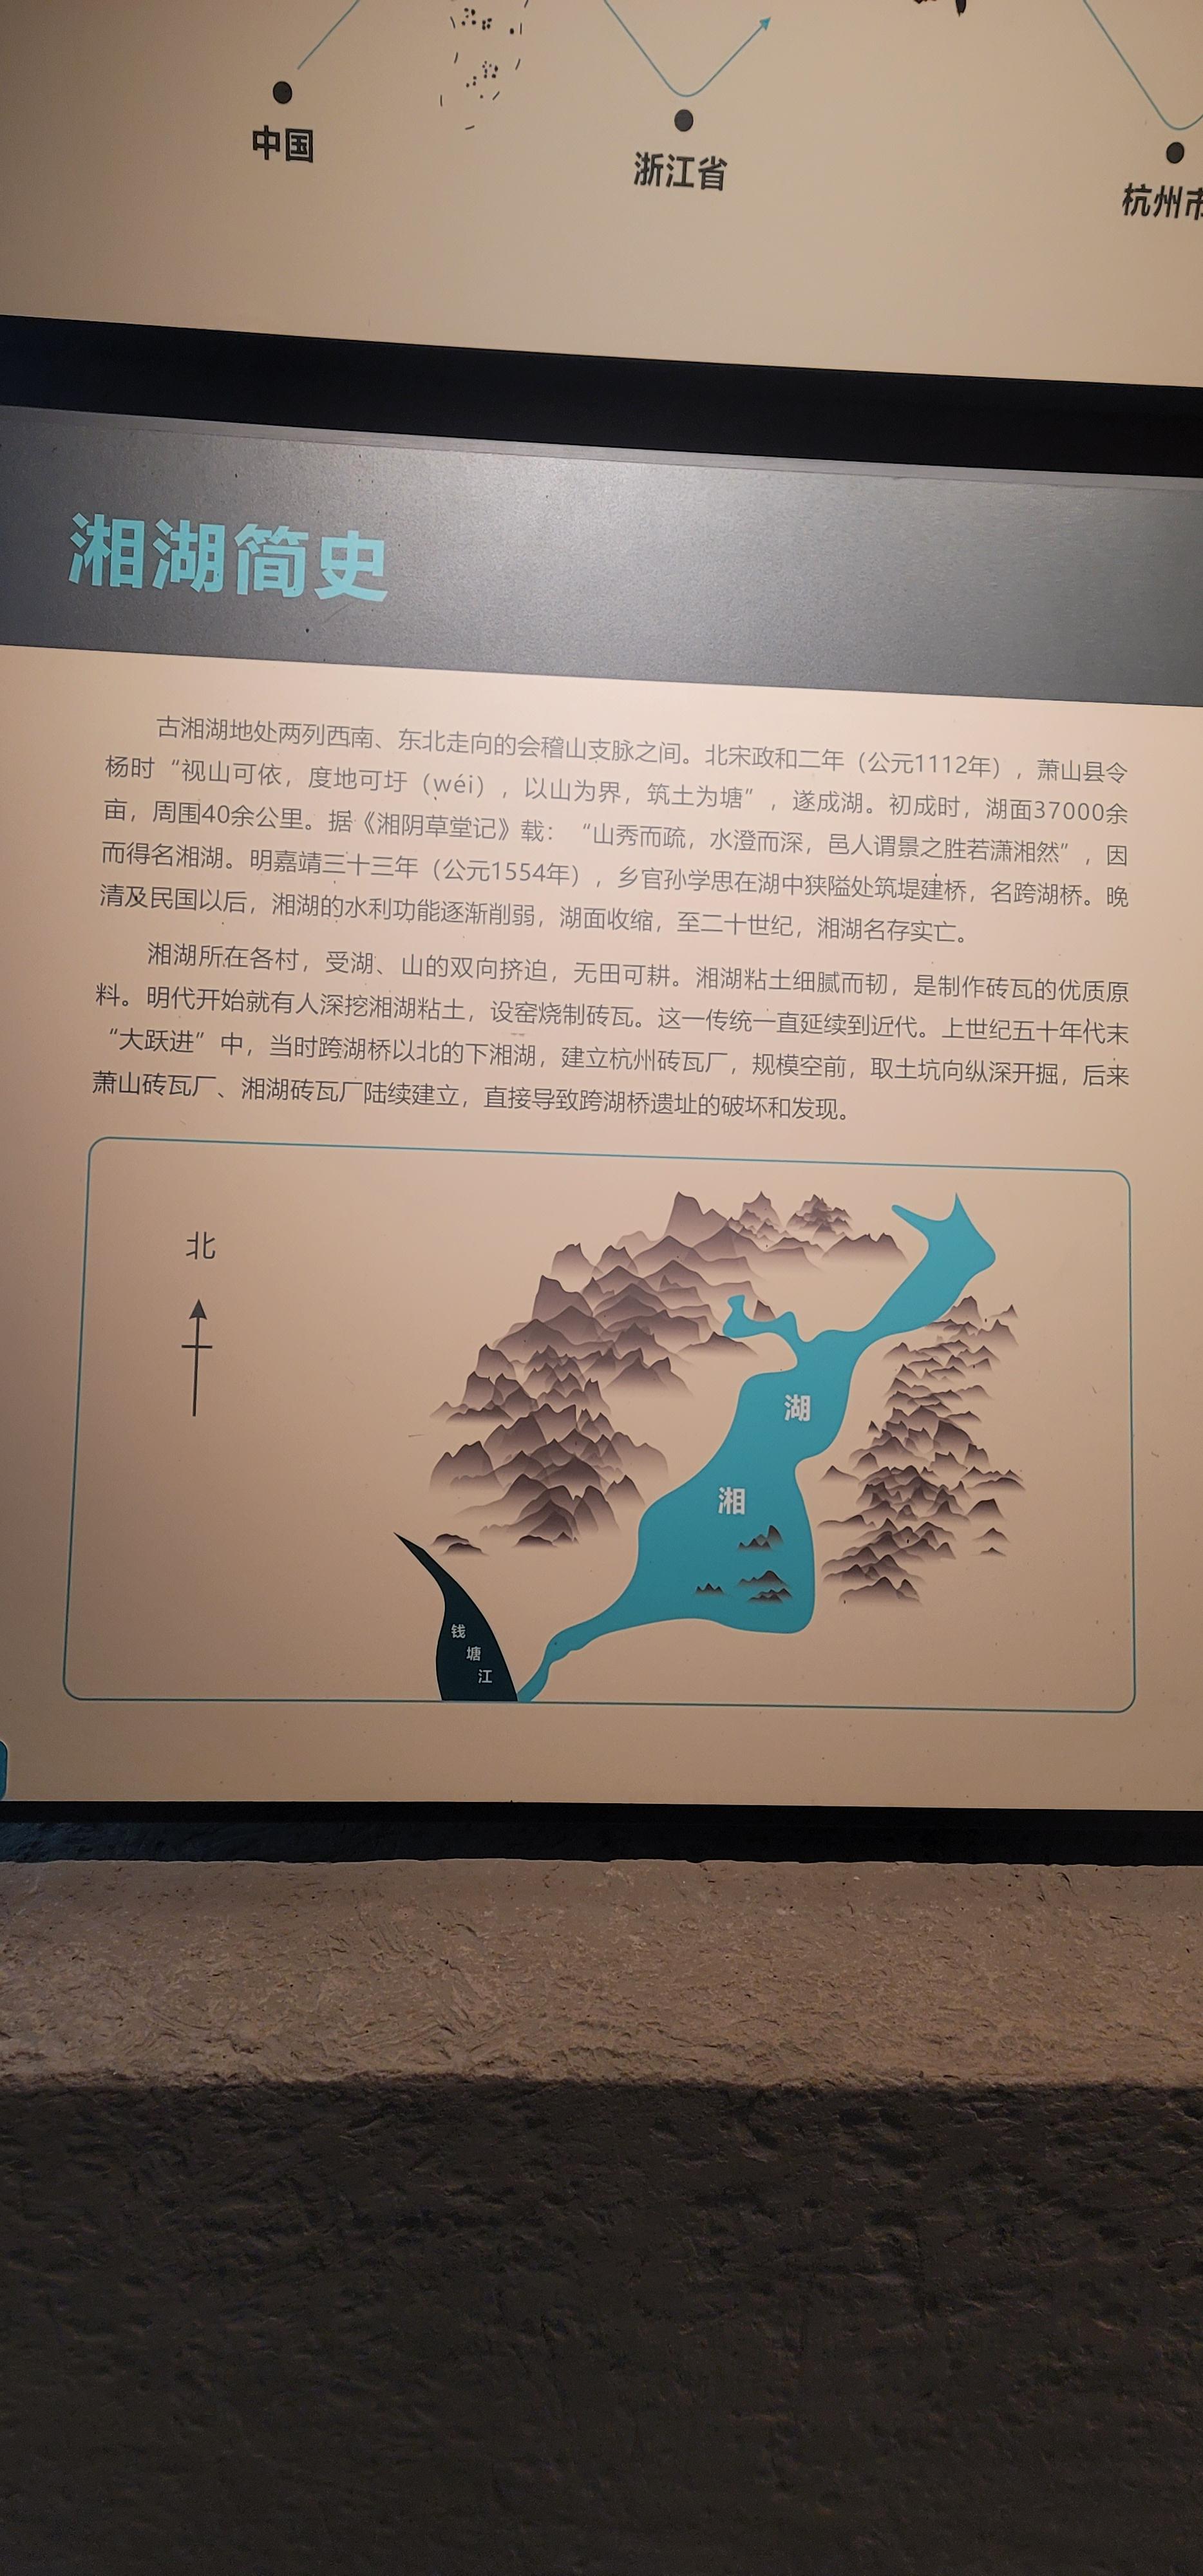 中国
浙江省
杭州市
湘湖简史
古湘湖地处两列西南、东北走向的会稽山支脉之间。北宋政和二年（公元1112年），萧山县令
杨时“视山可依，度地可圩（wéi），以山为界，筑土为塘”，遂成湖。初成时，湖面37000余
亩，周围40余公里。据《湘阴草堂记》载：“山秀而疏，水澄而深，邑人谓景之胜若潇湘然”，因
而得名湘湖。明嘉靖三十三年（公元1554年），乡官孙学思在湖中狭隘处筑堤建桥，名跨湖桥。晚
清及民国以后，湘湖的水利功能逐渐削弱，湖面收缩，至二十世纪，湘湖名存实亡。
湘湖所在各村，受湖、山的双向挤迫，无田可耕。湘湖粘土细腻而韧，是制作砖瓦的优质原
料。明代开始就有人深挖湘湖粘土，设窑烧制砖瓦。这一传统一直延续到近代。上世纪五十年代末
“大跃进”中，当时跨湖桥以北的下湘湖，建立杭州砖瓦厂，规模空前，取土坑向纵深开掘，后来
萧山砖瓦厂、湘湖砖瓦厂陆续建立，直接导致跨湖桥遗址的破坏和发现。
北
湖
湘
钱
塘
江